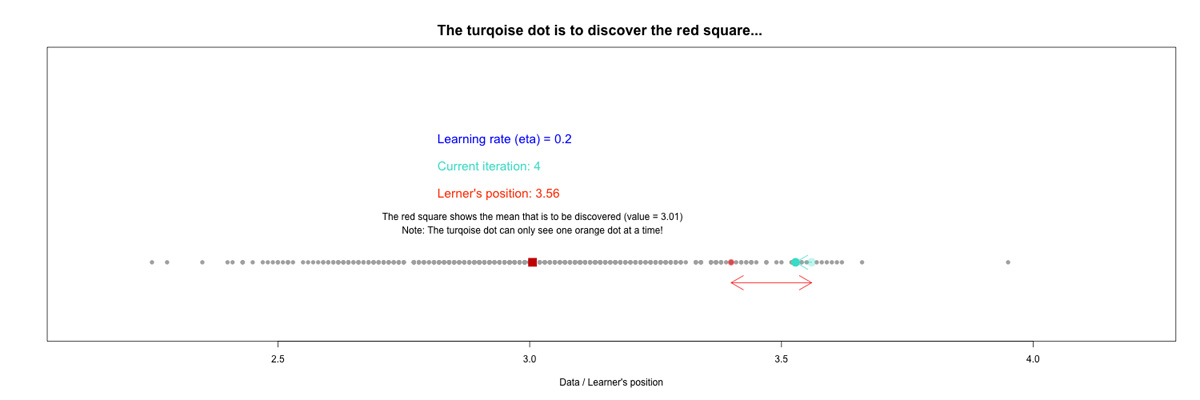 The turqoise dot is to discover the red square...
Learning rate (eta) = 0.2
Current iteration: 4
Lerner's position: 3.56
The red square shows the mean that is to be discovered (value = 3.01)
Note: The turqoise dot can only see one orange dot at a time!
2.5 3.0 3.5 4.0
Data / Learner's position